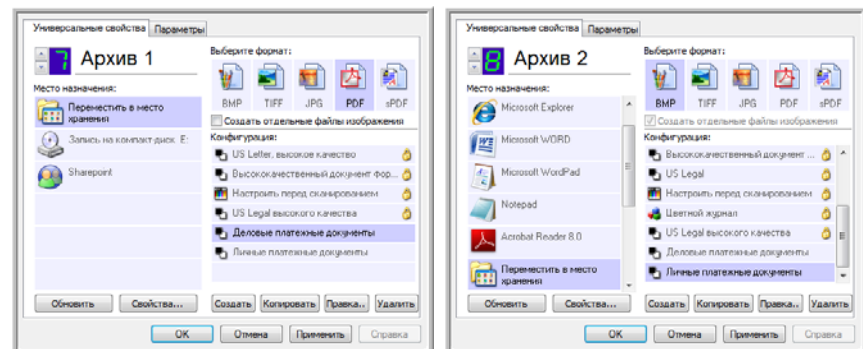 Универсальные свойства Параметры
7 Архив 1
Выберите формат:
BMP TIFF JPG PDF sPDF
Место назначения:
Переместить в место
хранения
Запись на компакт-диск E:
Sharepoint
Создать отдельные файлы изображения
Конфигурация:
US Letter, высокое качество
Высококачественный документ фор...
Настроить перед сканированием
US Legal высокого качества
Деловые платежные документы
Личные платежные документы
Обновить Свойства... Создать Копировать Правка.. Удалить
OK Отмена Применить Справка
Универсальные свойства Параметры
8 Архив 2
Выберите формат:
BMP TIFF JPG PDF sPDF
Место назначения:
Microsoft Explorer
Microsoft WORD
Microsoft WordPad
Notepad
Acrobat Reader 8.0
Переместить в место
хранения
Создать отдельные файлы изображения
Конфигурация:
Высококачественный документ ...
US Legal
Настроить перед сканированием
Цветной журнал
US Legal высокого качества
Деловые платежные документы
Личные платежные документы
Обновить Свойства... Создать Копировать Правка.. Удалить
OK Отмена Применить Справка